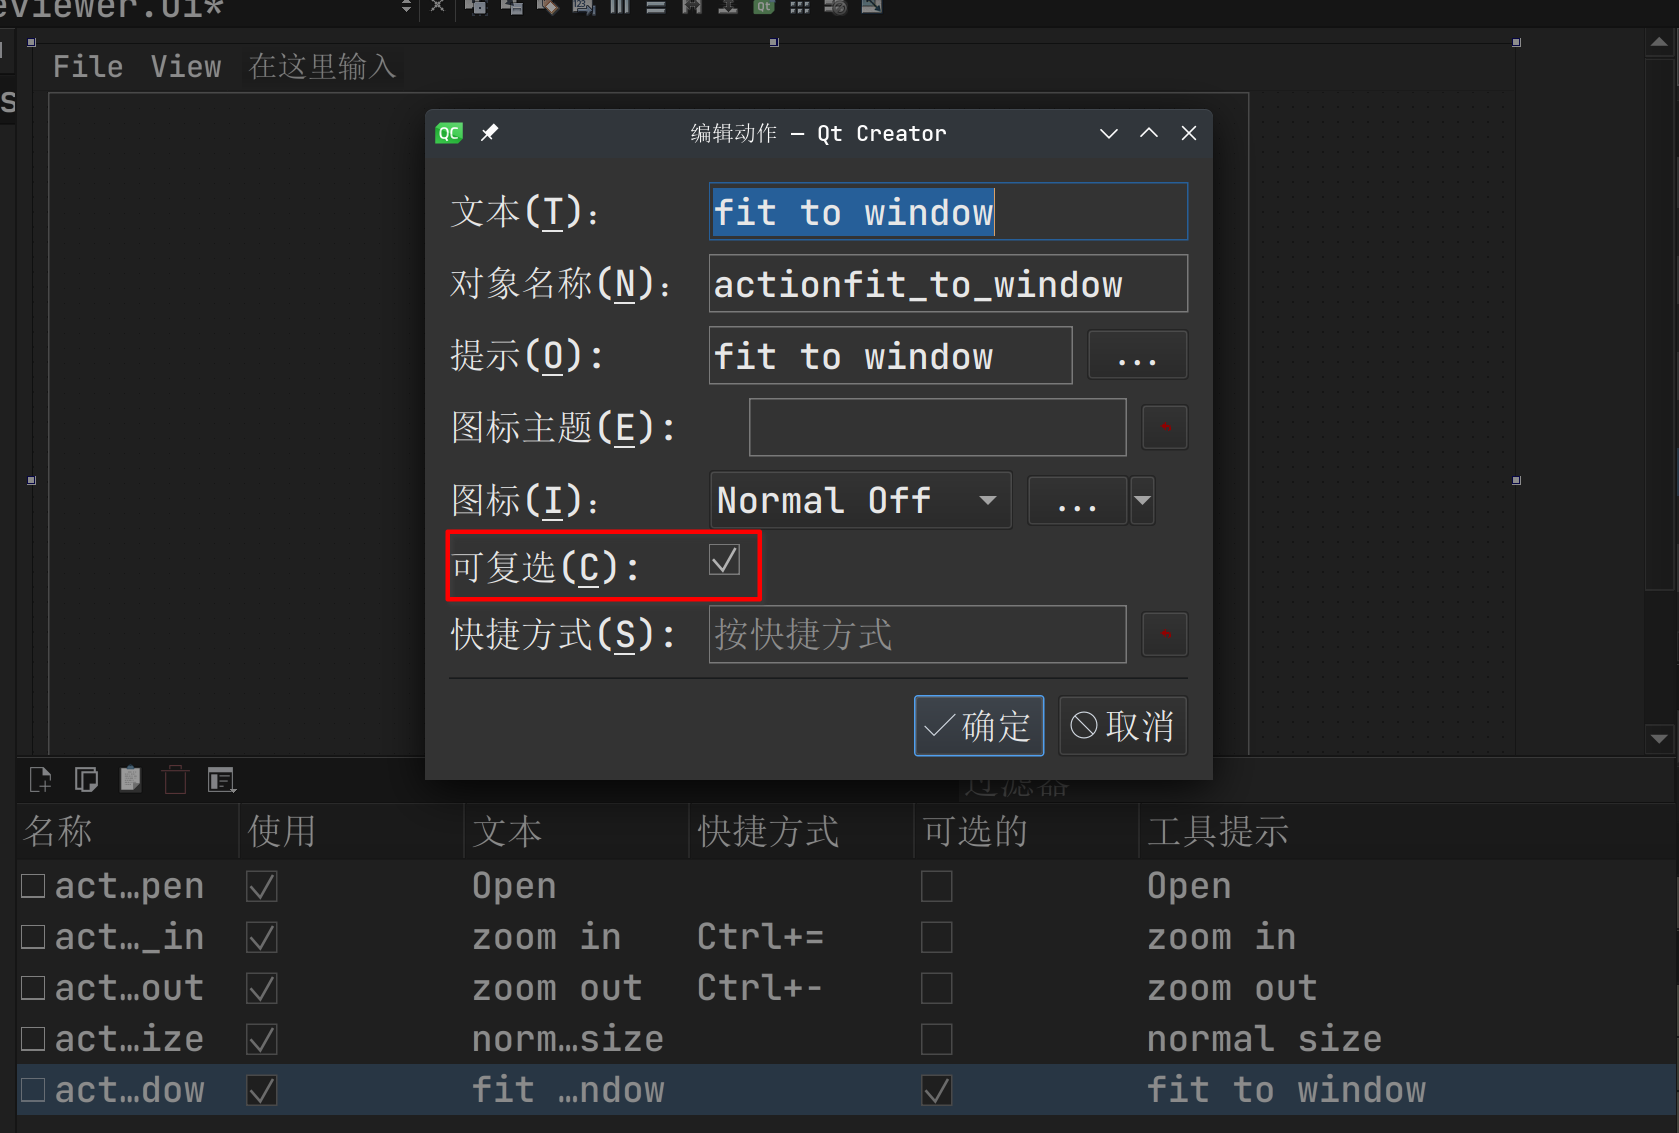 eviewer.ui*
File View 在这里输入
QC 编辑动作 — Qt Creator
文本(T): fit to window
对象名称(N): actionfit_to_window
提示(O): fit to window ...
图标主题(E):
图标(I): Normal Off ...
可复选(C):
快捷方式(S): 按快捷方式
确定 取消
过滤器
名称 使用 文本 快捷方式 可选的 工具提示
act…pen Open Open
act…_in zoom in Ctrl+= zoom in
act…out zoom out Ctrl+- zoom out
act…ize norm…size normal size
act…dow fit …ndow fit to window